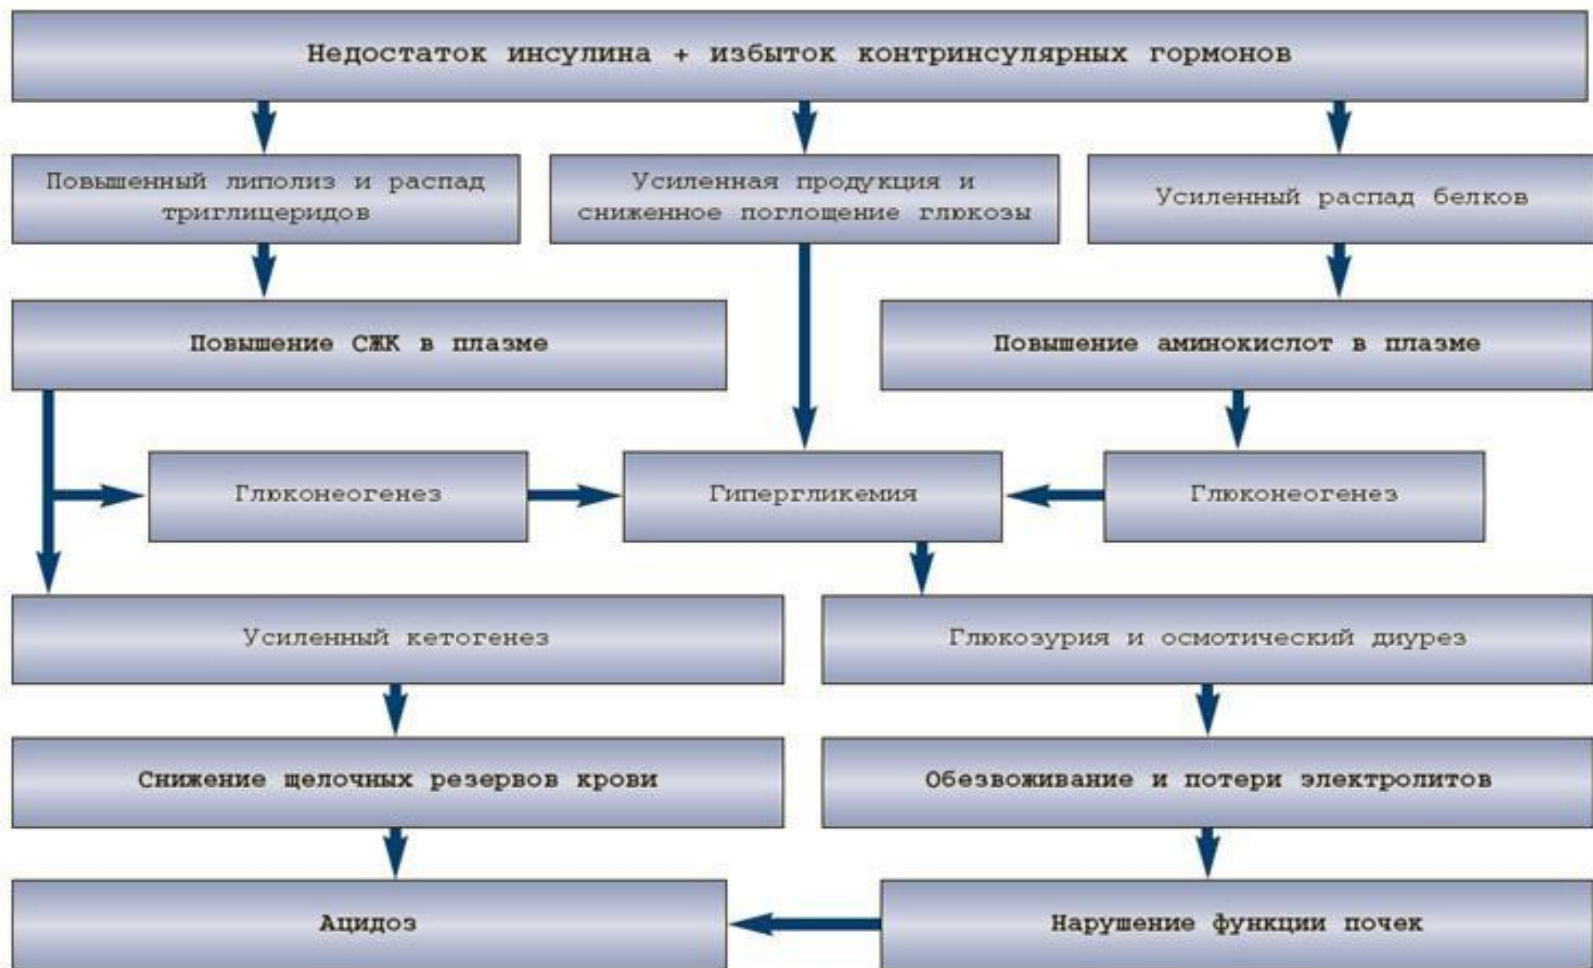 Недостаток инсулина + избыток контринсулярных гормонов
Повышенный липолиз и распад
триглицеридов
Усиленная продукция и
сниженное поглощение глюкозы
Усиленный распад белков
Повышение СЖК в плазме
Повышение аминокислот в плазме
Глюконеогенез
Гипергликемия
Глюконеогенез
Усиленный кетогенез
Глюкозурия и осмотический диурез
Снижение щелочных резервов крови
Обезвоживание и потери электролитов
Ацидоз
Нарушение функции почек